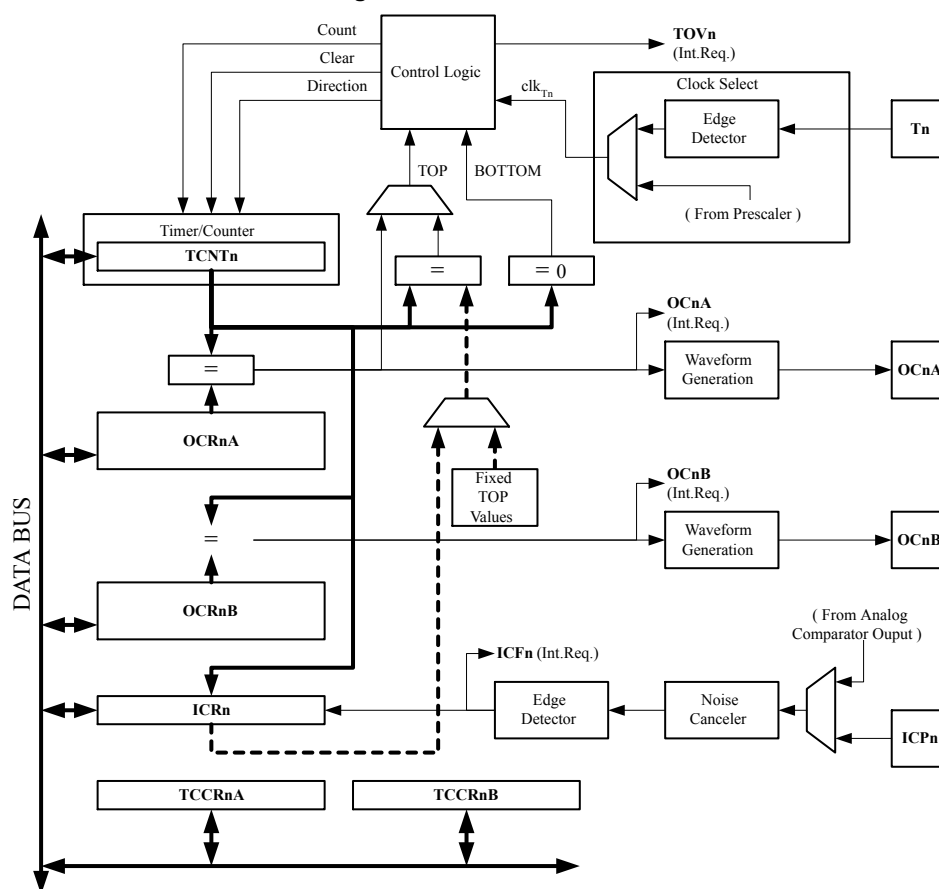 Count
Clear
Direction
Control Logic
TOVn
(Int.Req.)
clkTn
Clock Select
Edge
Detector
Tn
( From Prescaler )
TOP
BOTTOM
Timer/Counter
TCNTn
=
= 0
=
OCnA
(Int.Req.)
Waveform
Generation
OCnA
OCRnA
Fixed
TOP
Values
OCnB
(Int.Req.)
Waveform
Generation
OCnB
=
OCRnB
DATA BUS
( From Analog
Comparator Ouput )
ICFn (Int.Req.)
Edge
Detector
Noise
Canceler
ICPn
ICRn
TCCRnA
TCCRnB